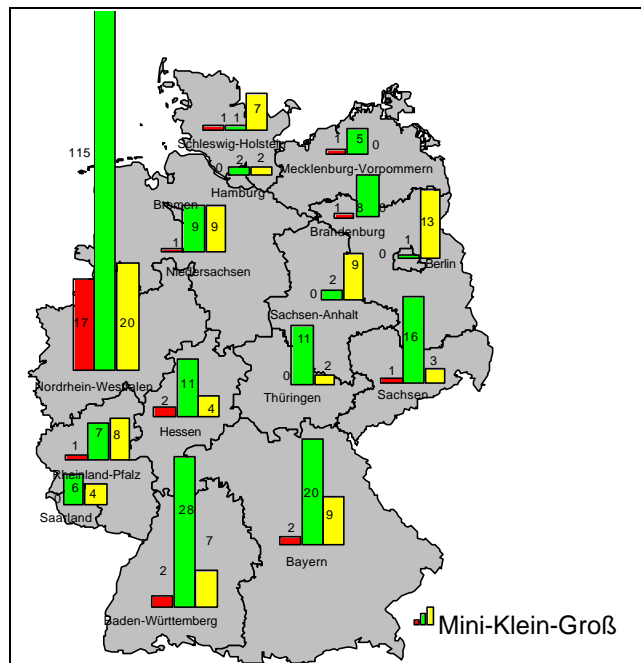 7
1 1
Schleswig-Holstein
5
1 0
Mecklenburg-Vorpommern
115
2 2
0
Hamburg
Bremen
1 8 0
Brandenburg
13
9 9
1
Niedersachsen
1
0
Berlin
9
2
0
Sachsen-Anhalt
17 20
Nordrhein-Westfalen
16
1 3
Sachsen
11
0 2
Thüringen
11
2 4
Hessen
7 8
1
Rheinland-Pfalz
6 4
0
Saarland
20
9
2
Bayern
28
7
2
Baden-Württemberg
Mini-Klein-Groß